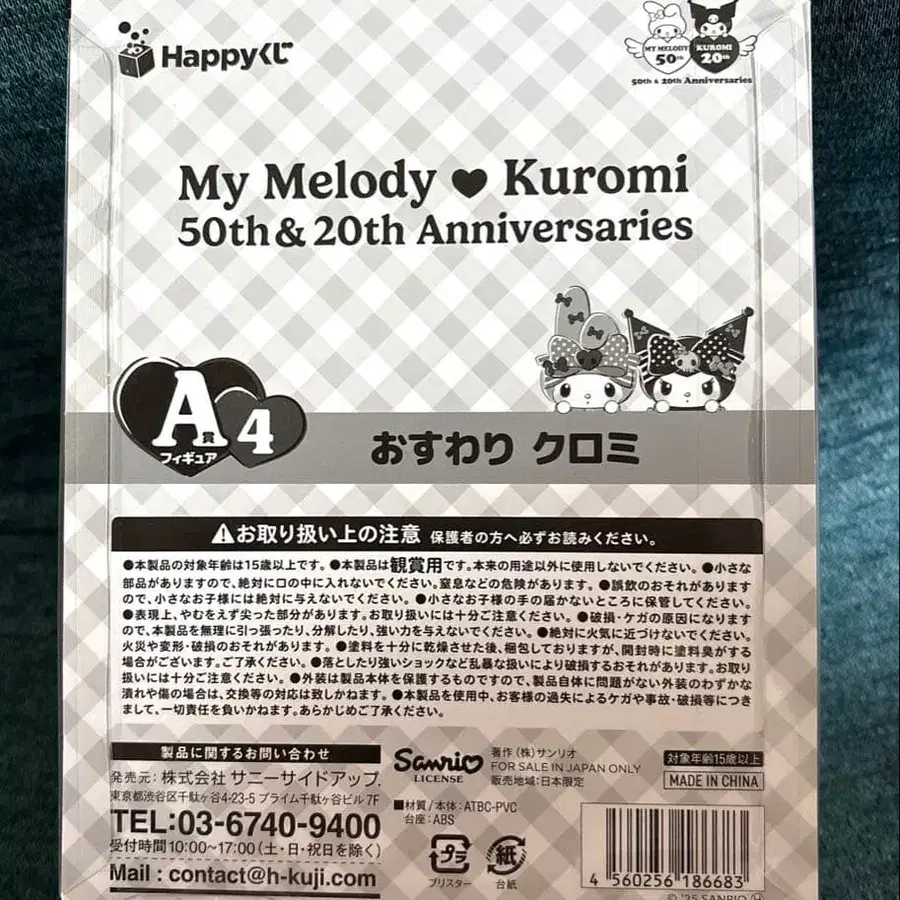 Happyくじ
MY MELODY 50th KUROMI 20th
50th & 20th Anniversaries
My Melody ♥ Kuromi
50th & 20th Anniversaries
A賞
フィギュア
4
おすわり クロミ
⚠お取り扱い上の注意 保護者の方へ必ずお読みください。
●本製品の対象年齢は15歳以上です。●本製品は観賞用です。本来の用途以外に使用しないでください。●小さな
部品がありますので、絶対に口の中に入れないでください。窒息などの危険があります。●誤飲のおそれがあります
ので、小さなお子様には絶対に与えないでください。●小さなお子様の手の届かないところに保管してください。
●表現上、やむをえず尖った部分があります。お取り扱いには十分ご注意ください。●破損・ケガの原因になります
ので、本製品を無理に引っ張ったり、分解したり、強い力を与えないでください。●絶対に火気に近づけないでください。
火災や変形・破損のおそれがあります。●塗料を十分に乾燥させた後、梱包しておりますが、開封時に塗料臭がする
場合がございます。ご了承ください。●落としたり強いショックなど乱暴な扱いにより破損するおそれがあります。お取り
扱いには十分ご注意ください。●外装は製品本体を保護するものですので、製品自体に問題がない外装のわずかな
潰れや傷の場合は、交換等の対応は致しかねます。●本製品を使用中、お客様の過失によるケガや事故・破損等につき
まして、一切責任を負いかねます。あらかじめご了承ください。
製品に関するお問い合わせ
発売元:株式会社 サニーサイドアップ
東京都渋谷区千駄ヶ谷4-23-5 プライム千駄ヶ谷ビル 7F
TEL:03-6740-9400
受付時間10:00~17:00(土・日・祝日を除く)
Mail : contact@h-kuji.com
Sanrio
LICENSE
著作(株)サンリオ
FOR SALE IN JAPAN ONLY
販売地域:日本限定
対象年齢15歳以上
MADE IN CHINA
■材質/本体:ATBC-PVC
台座:ABS
プラ
ブリスター
紙
台紙
4 560256 186683
© '25 SANRIO Ⓗ